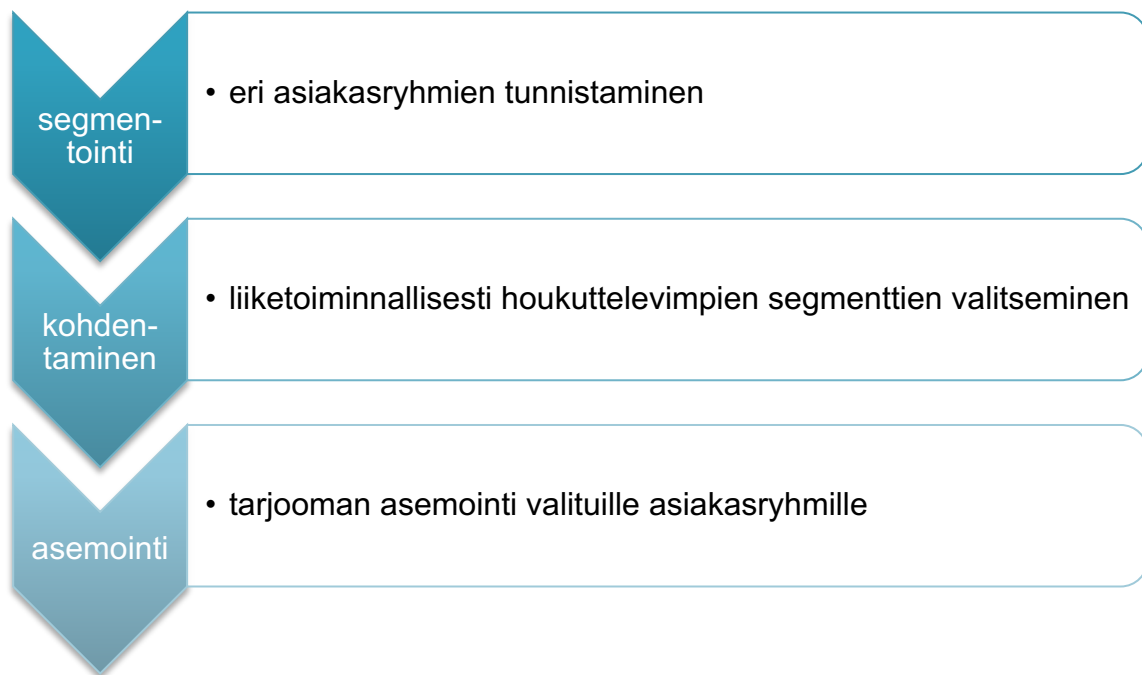 segmen-
tointi
• eri asiakasryhmien tunnistaminen
kohden-
taminen
• liiketoiminnallisesti houkuttelevimpien segmenttien valitseminen
asemointi
• tarjooman asemointi valituille asiakasryhmille